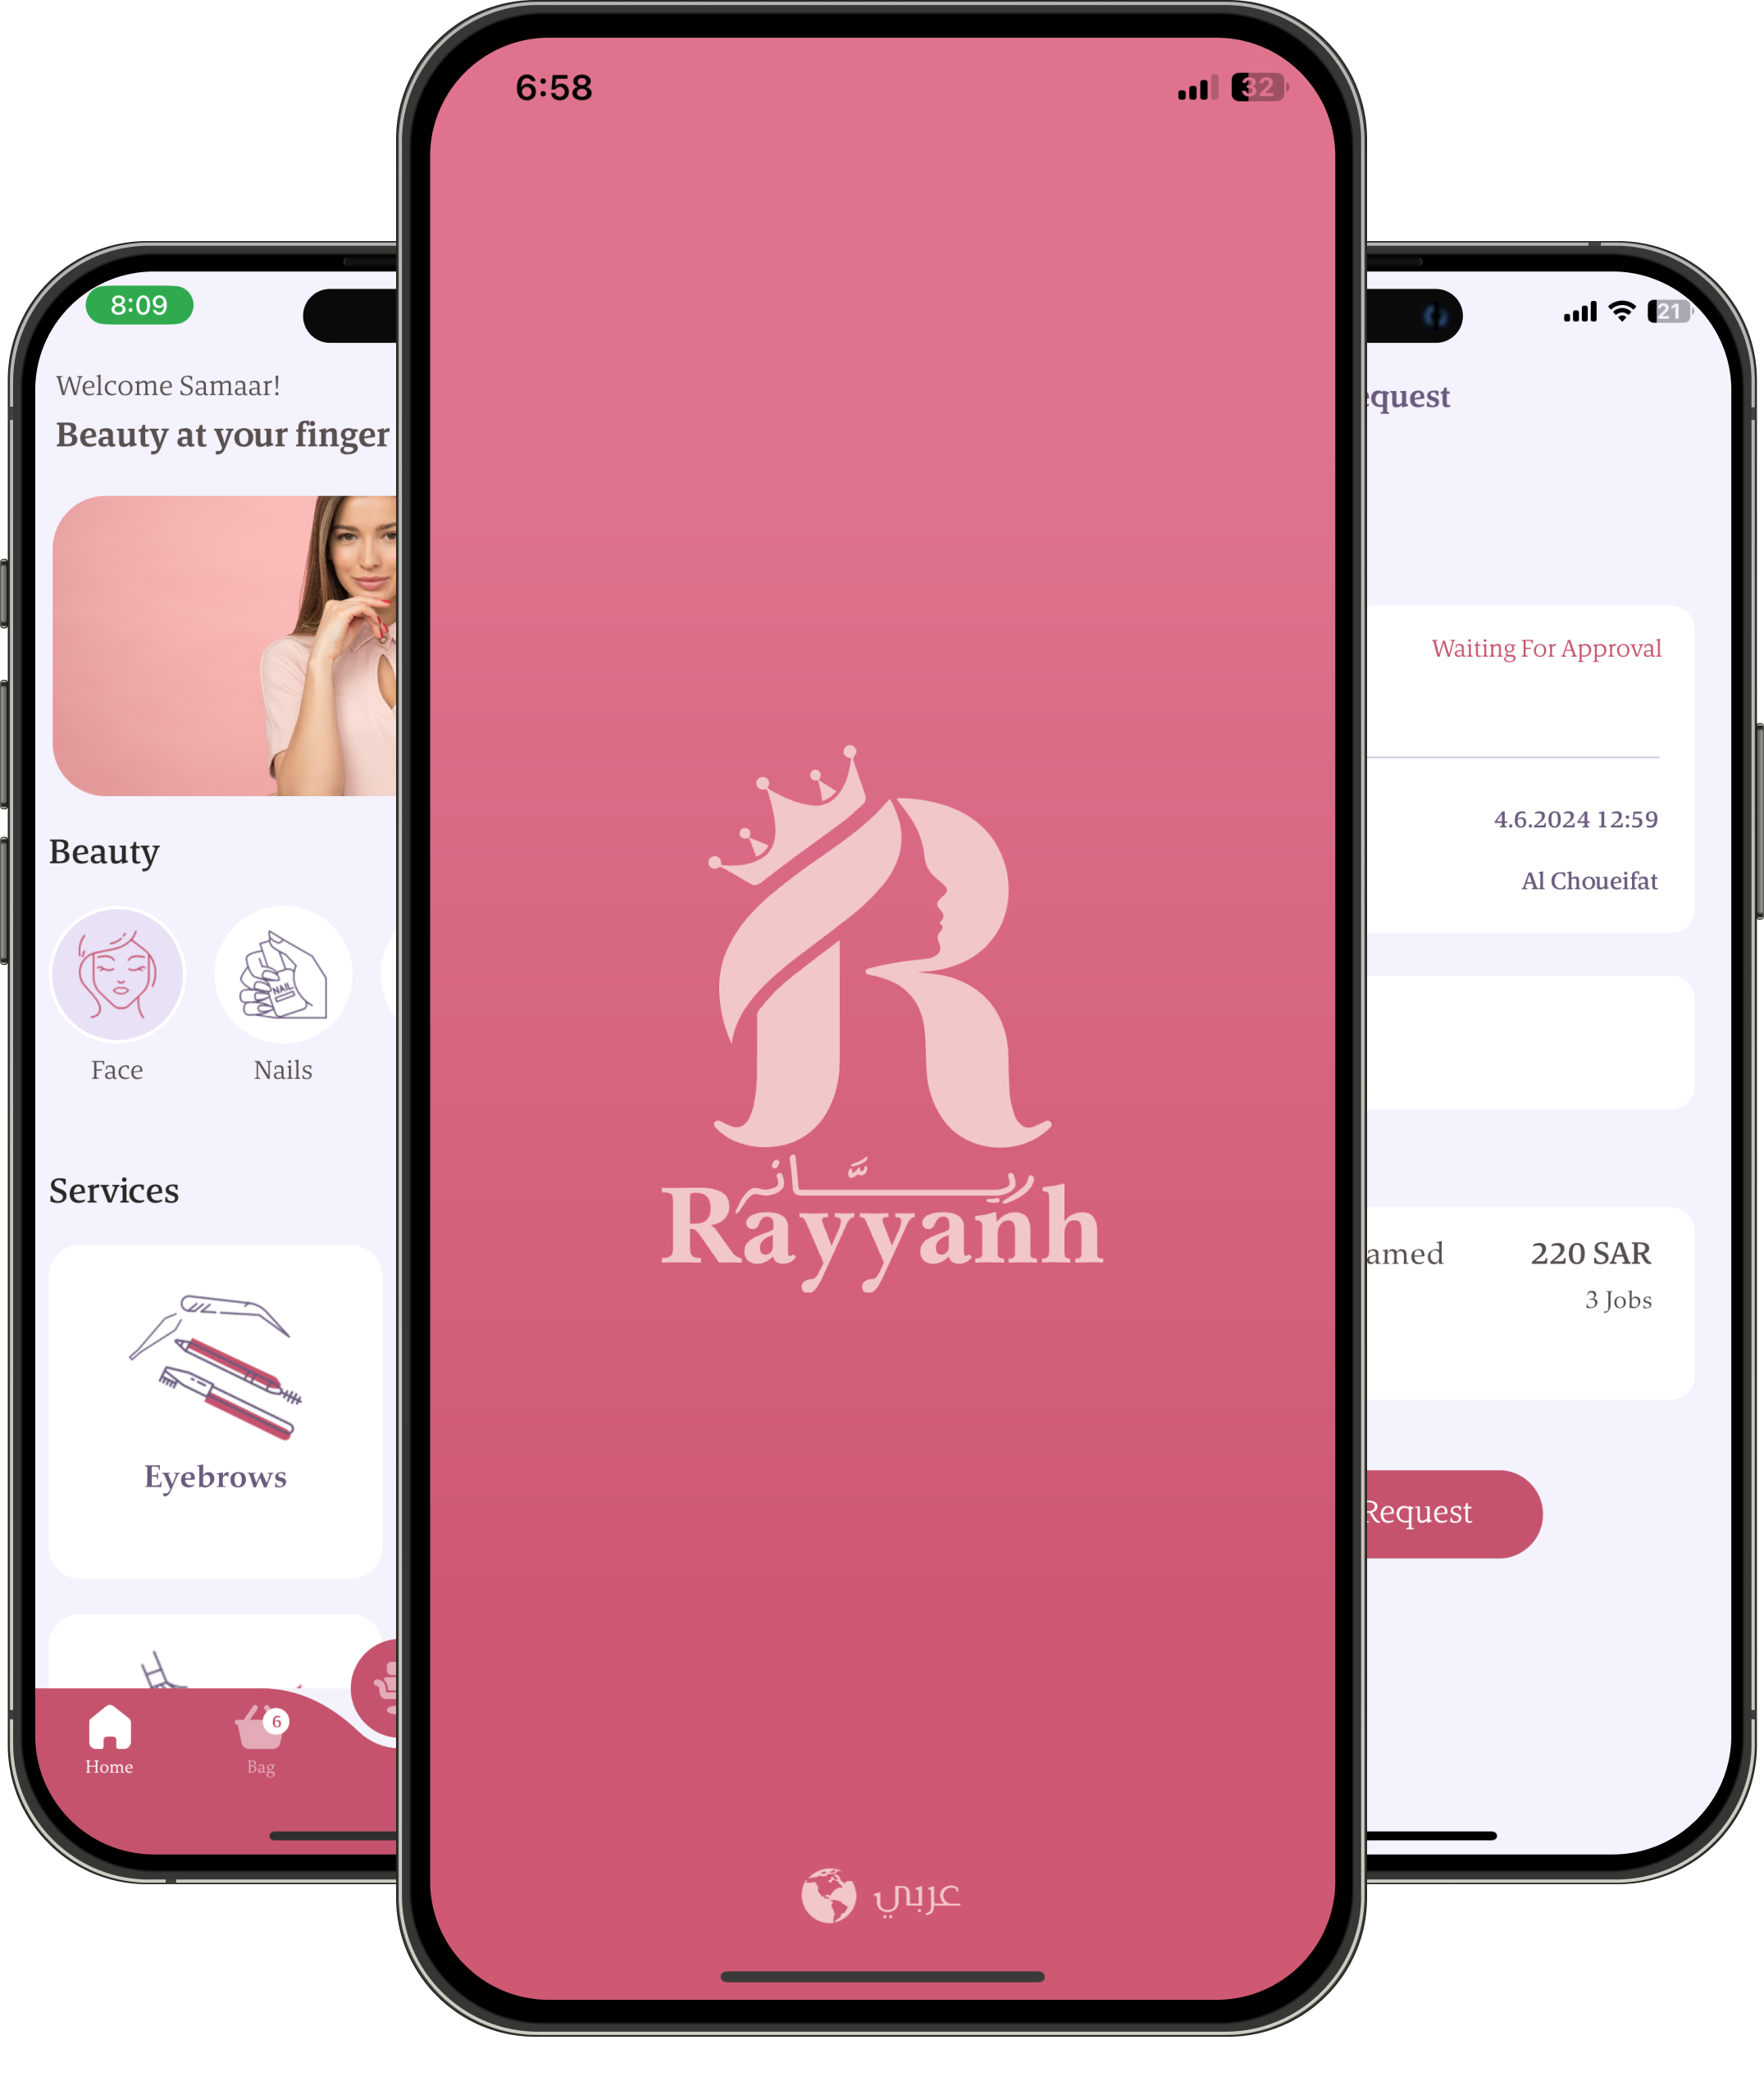 6:58
32
Rayyanh
عربي
8:09
Welcome Samaar!
Beauty at your finger
Beauty
NAIL
Face
Nails
Services
Eyebrows
6
Home
Bag
21
equest
Waiting For Approval
4.6.2024 12:59
Al Choueifat
amed
220 SAR
3 Jobs
Request